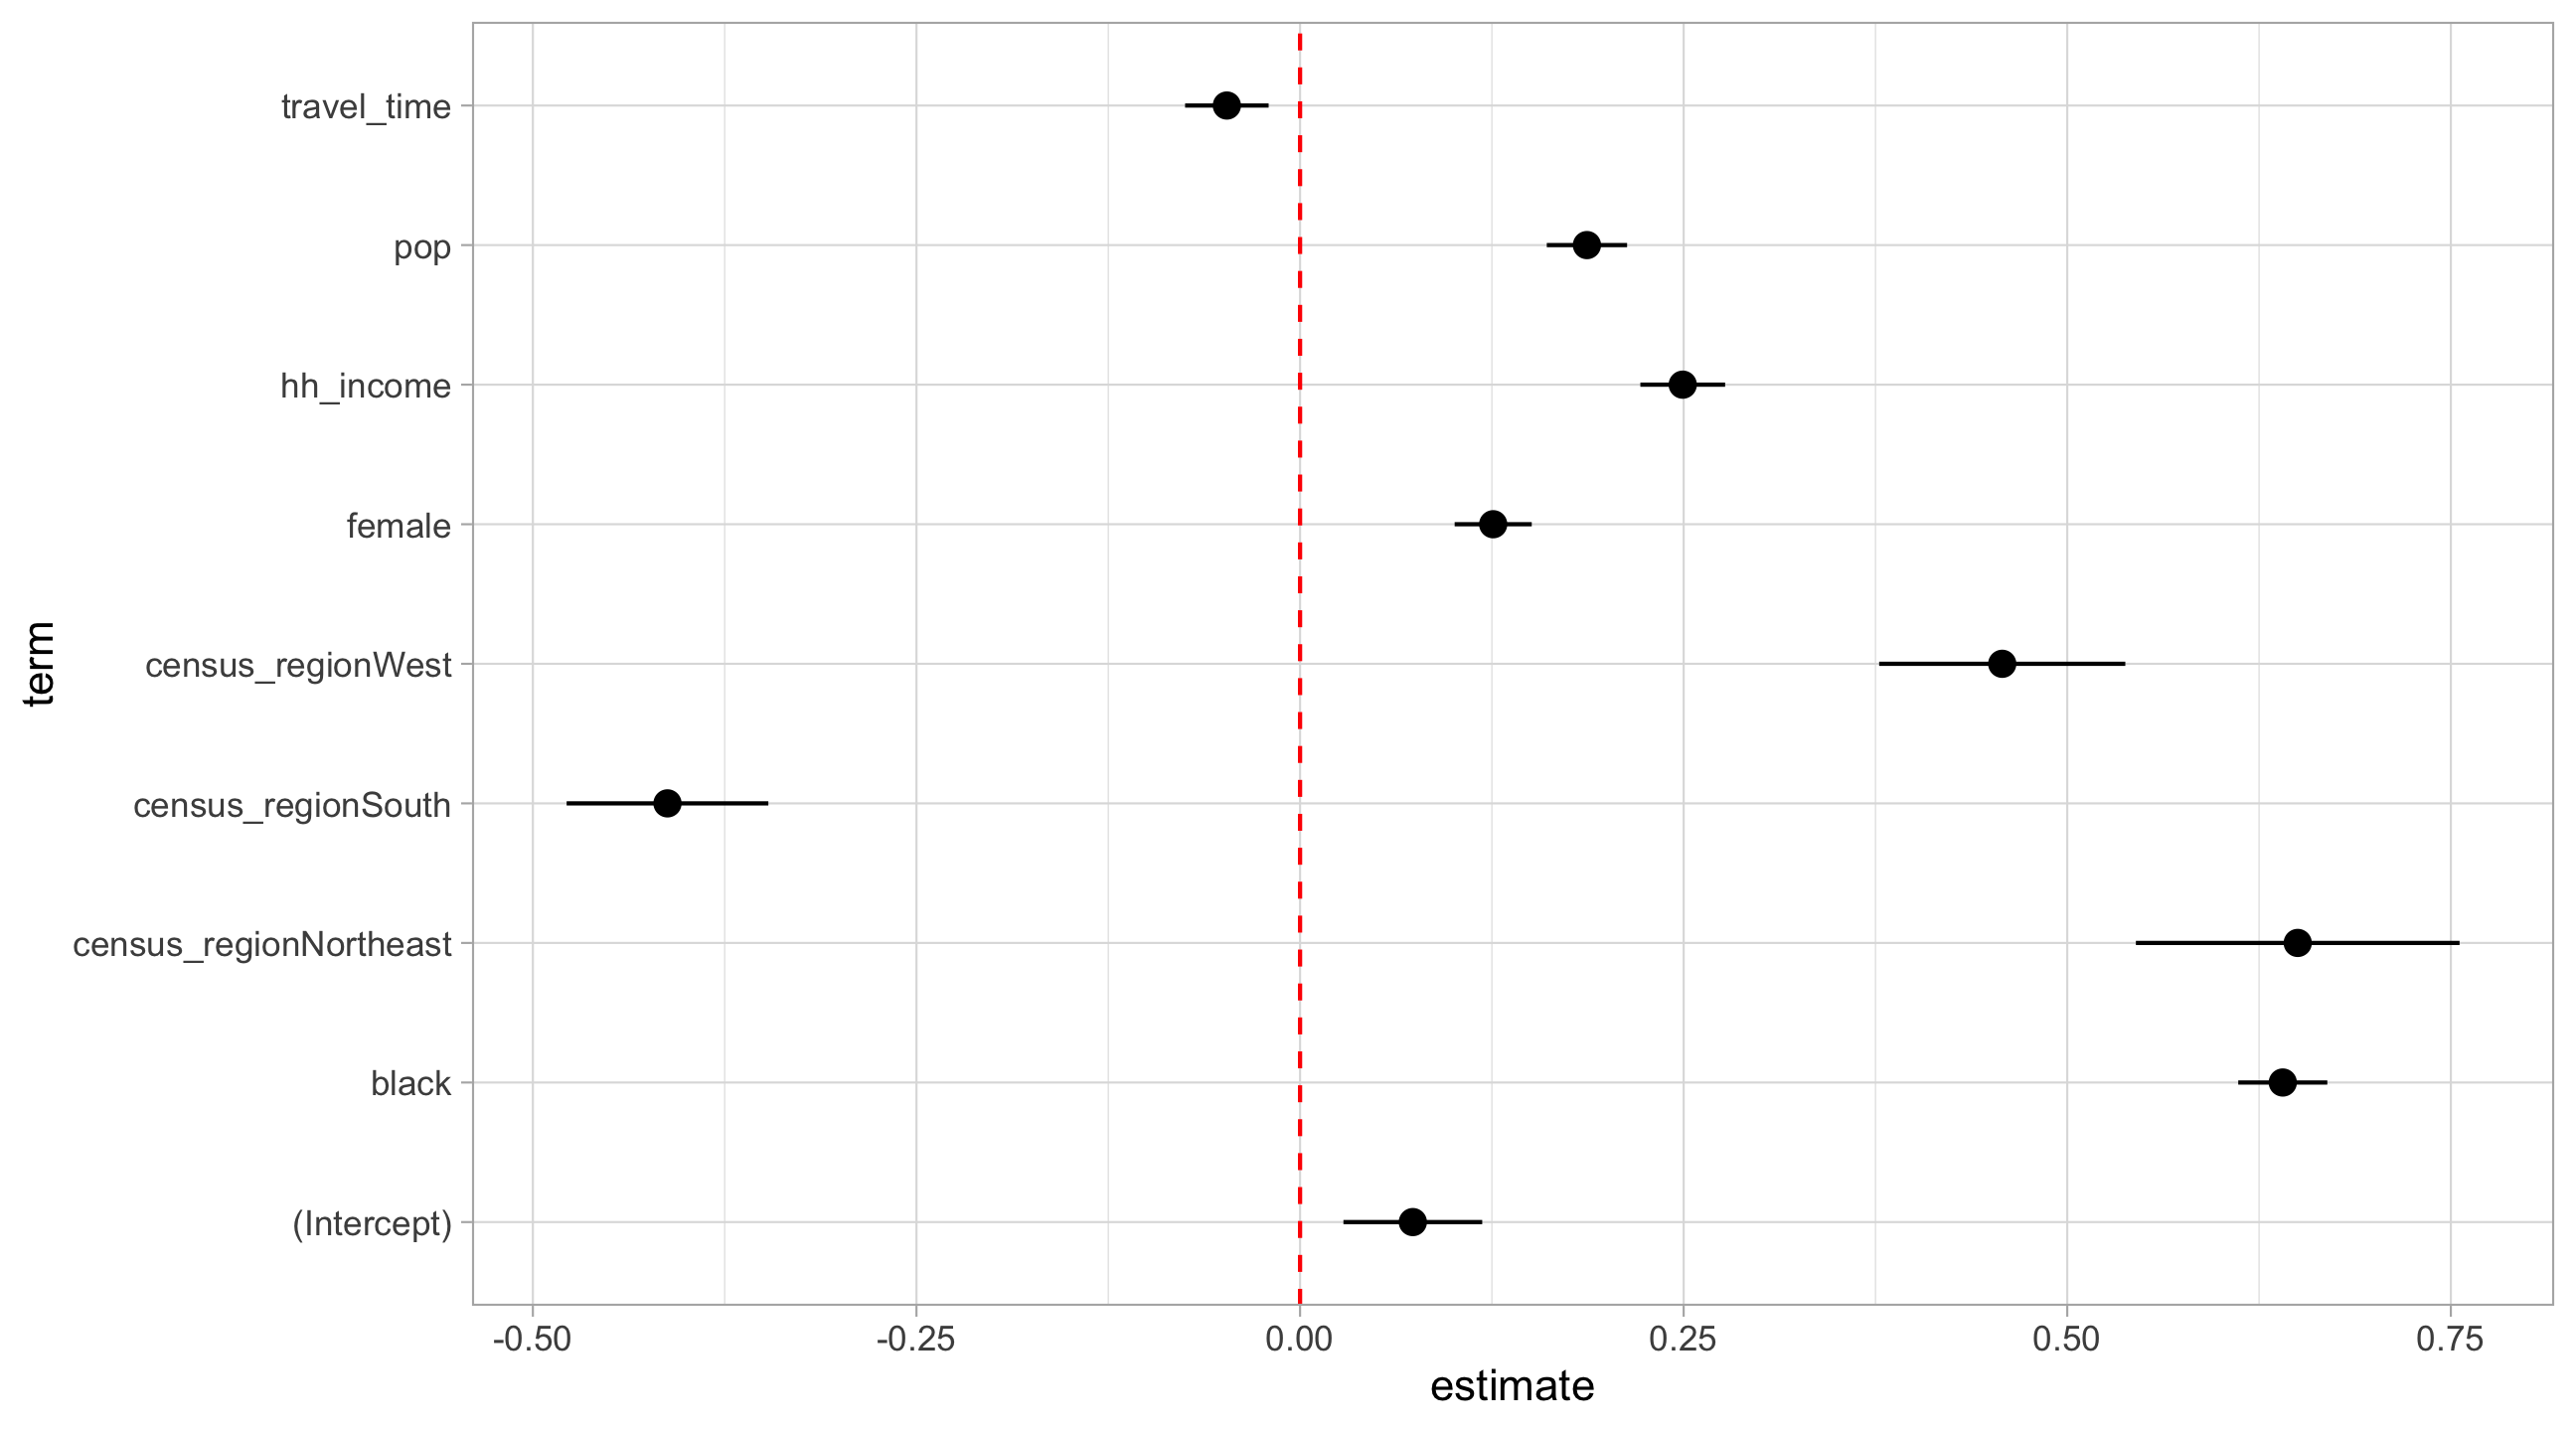 travel_time
pop
hh_income
female
census_regionWest
census_regionSouth
census_regionNortheast
black
(Intercept)
term
-0.50 -0.25 0.00 0.25 0.50 0.75
estimate